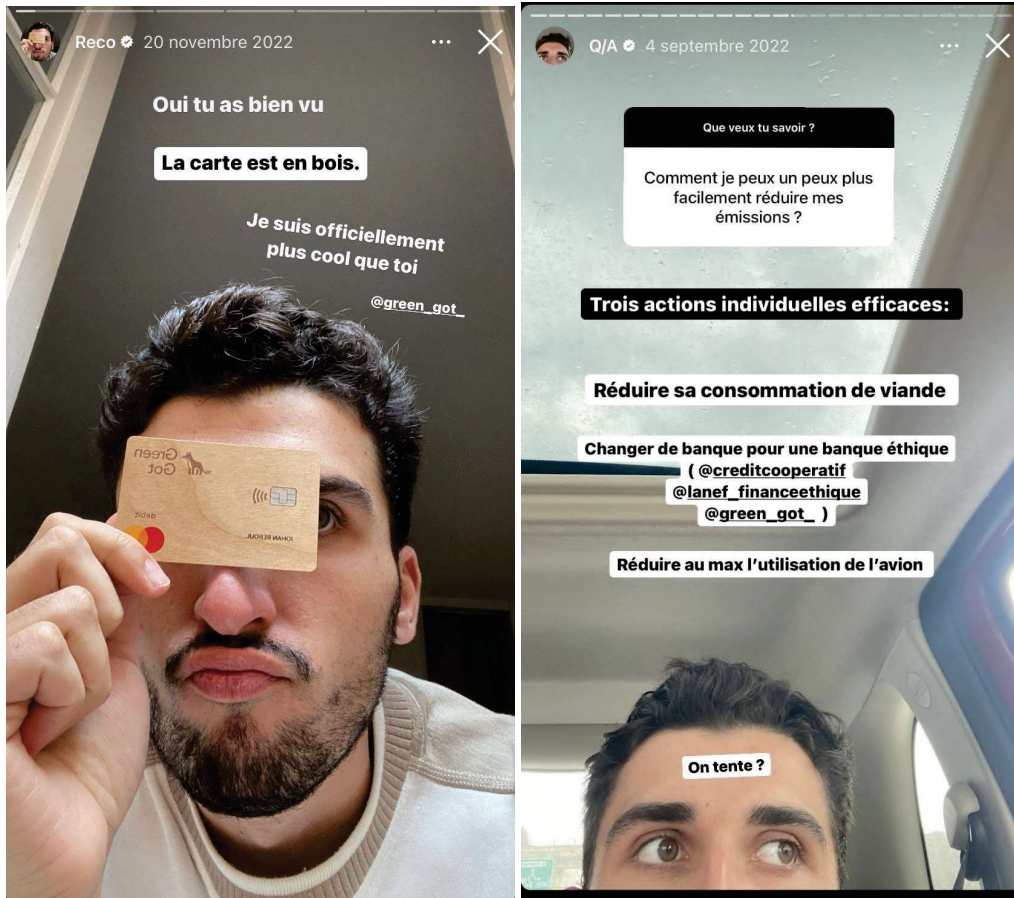 Reco 20 novembre 2022
Oui tu as bien vu
La carte est en bois.
Je suis officiellement
plus cool que toi
@green_got_
Green
Got
debit
JOHAN REBOUL
Q/A 4 septembre 2022
Que veux tu savoir ?
Comment je peux un peux plus
facilement réduire mes
émissions ?
Trois actions individuelles efficaces:
Réduire sa consommation de viande
Changer de banque pour une banque éthique
( @creditcooperatif
@lanef_financeethique
@green_got_ )
Réduire au max l’utilisation de l’avion
On tente ?